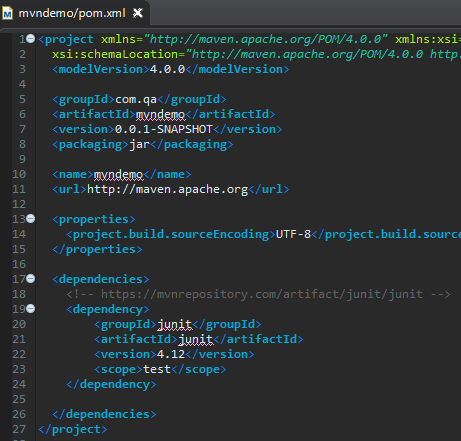 mvndemo/pom.xml
1 <project xmlns="http://maven.apache.org/POM/4.0.0" xmlns:xsi=
2 xsi:schemaLocation="http://maven.apache.org/POM/4.0.0 http
3 <modelVersion>4.0.0</modelVersion>
4
5 <groupId>com.qa</groupId>
6 <artifactId>mvndemo</artifactId>
7 <version>0.0.1-SNAPSHOT</version>
8 <packaging>jar</packaging>
9
10 <name>mvndemo</name>
11 <url>http://maven.apache.org</url>
12
13 <properties>
14 <project.build.sourceEncoding>UTF-8</project.build.sour
15 </properties>
16
17 <dependencies>
18 <!-- https://mvnrepository.com/artifact/junit/junit -->
19 <dependency>
20 <groupId>junit</groupId>
21 <artifactId>junit</artifactId>
22 <version>4.12</version>
23 <scope>test</scope>
24 </dependency>
25
26 </dependencies>
27 </project>